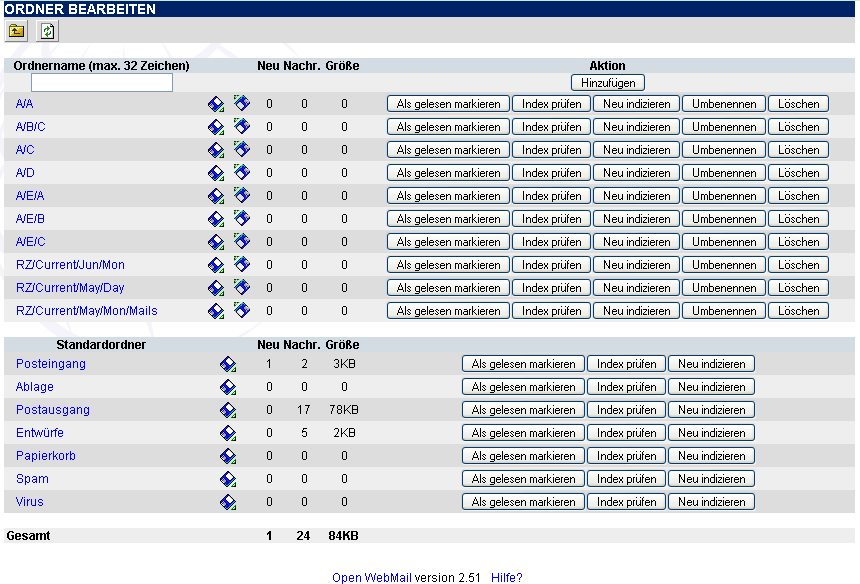 ORDNER BEARBEITEN
Ordnername (max. 32 Zeichen) Neu Nachr. Größe Aktion
Hinzufügen
A/A 0 0 0 Als gelesen markieren Index prüfen Neu indizieren Umbenennen Löschen
A/B/C 0 0 0 Als gelesen markieren Index prüfen Neu indizieren Umbenennen Löschen
A/C 0 0 0 Als gelesen markieren Index prüfen Neu indizieren Umbenennen Löschen
A/D 0 0 0 Als gelesen markieren Index prüfen Neu indizieren Umbenennen Löschen
A/E/A 0 0 0 Als gelesen markieren Index prüfen Neu indizieren Umbenennen Löschen
A/E/B 0 0 0 Als gelesen markieren Index prüfen Neu indizieren Umbenennen Löschen
A/E/C 0 0 0 Als gelesen markieren Index prüfen Neu indizieren Umbenennen Löschen
RZ/Current/Jun/Mon 0 0 0 Als gelesen markieren Index prüfen Neu indizieren Umbenennen Löschen
RZ/Current/May/Day 0 0 0 Als gelesen markieren Index prüfen Neu indizieren Umbenennen Löschen
RZ/Current/May/Mon/Mails 0 0 0 Als gelesen markieren Index prüfen Neu indizieren Umbenennen Löschen
Standardordner Neu Nachr. Größe
Posteingang 1 2 3KB Als gelesen markieren Index prüfen Neu indizieren
Ablage 0 0 0 Als gelesen markieren Index prüfen Neu indizieren
Postausgang 0 17 78KB Als gelesen markieren Index prüfen Neu indizieren
Entwürfe 0 5 2KB Als gelesen markieren Index prüfen Neu indizieren
Papierkorb 0 0 0 Als gelesen markieren Index prüfen Neu indizieren
Spam 0 0 0 Als gelesen markieren Index prüfen Neu indizieren
Virus 0 0 0 Als gelesen markieren Index prüfen Neu indizieren
Gesamt 1 24 84KB
Open WebMail version 2.51 Hilfe?